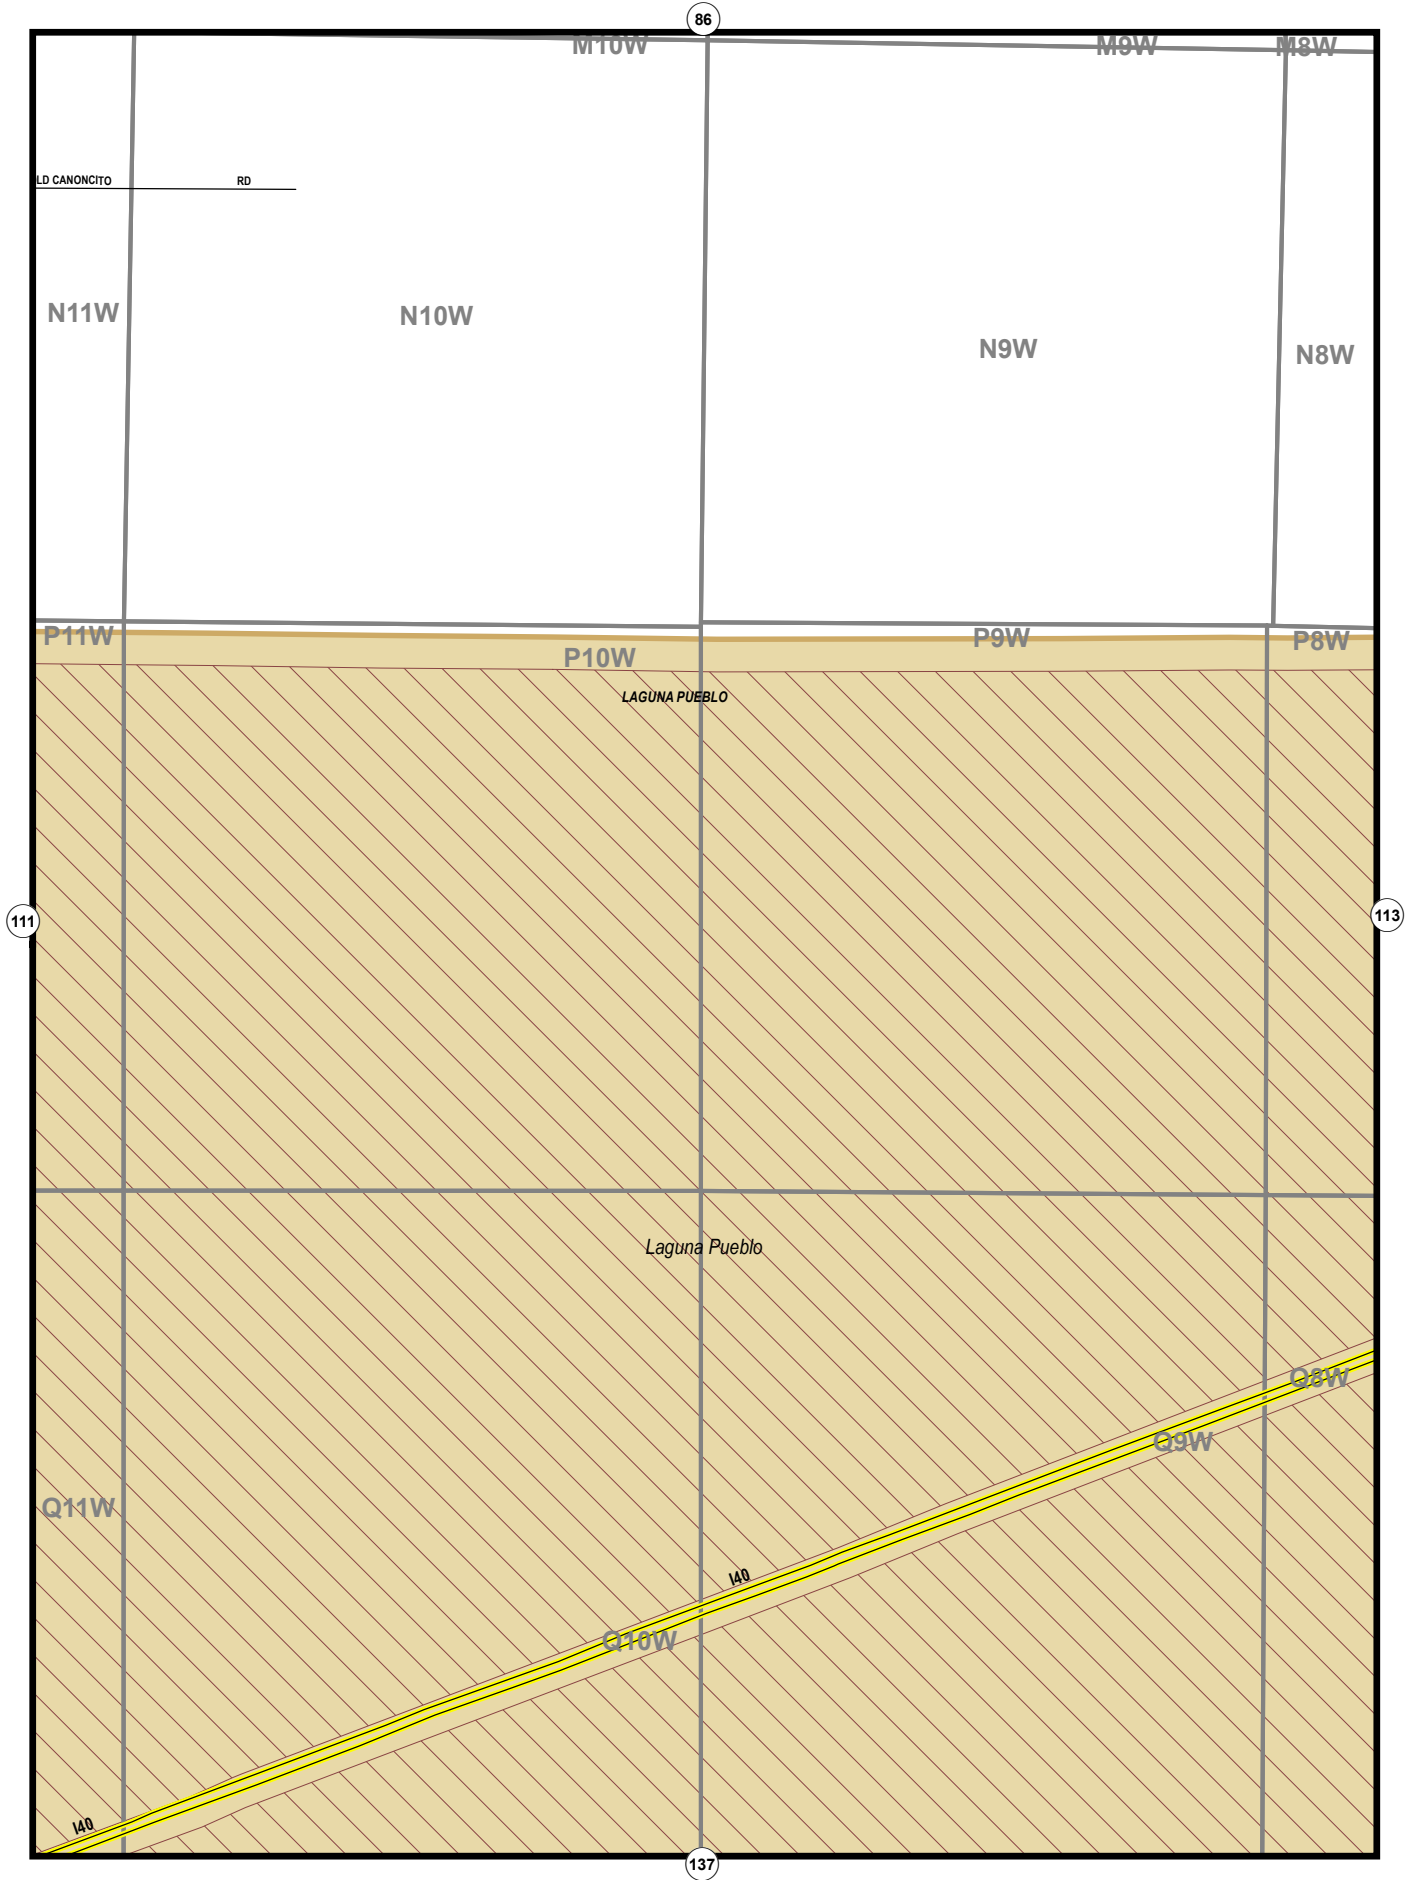 86
M10W
M9W
M8W
LD CANONCITO RD
N11W
N10W
N9W
N8W
P11W
P10W
P9W
P8W
LAGUNA PUEBLO
111
113
Laguna Pueblo
Q8W
Q9W
Q11W
I40
Q10W
I40
137